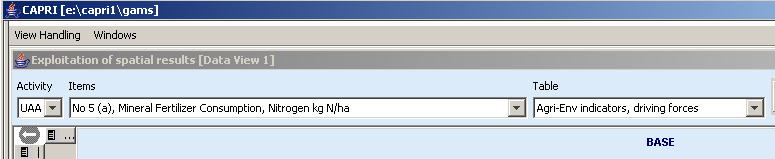 CAPRI [e:\capri1\gams]
View Handling Windows
Exploitation of spatial results [Data View 1]
Activity Items Table
UAA No 5 (a), Mineral Fertilizer Consumption, Nitrogen kg N/ha Agri-Env indicators, driving forces
... BASE